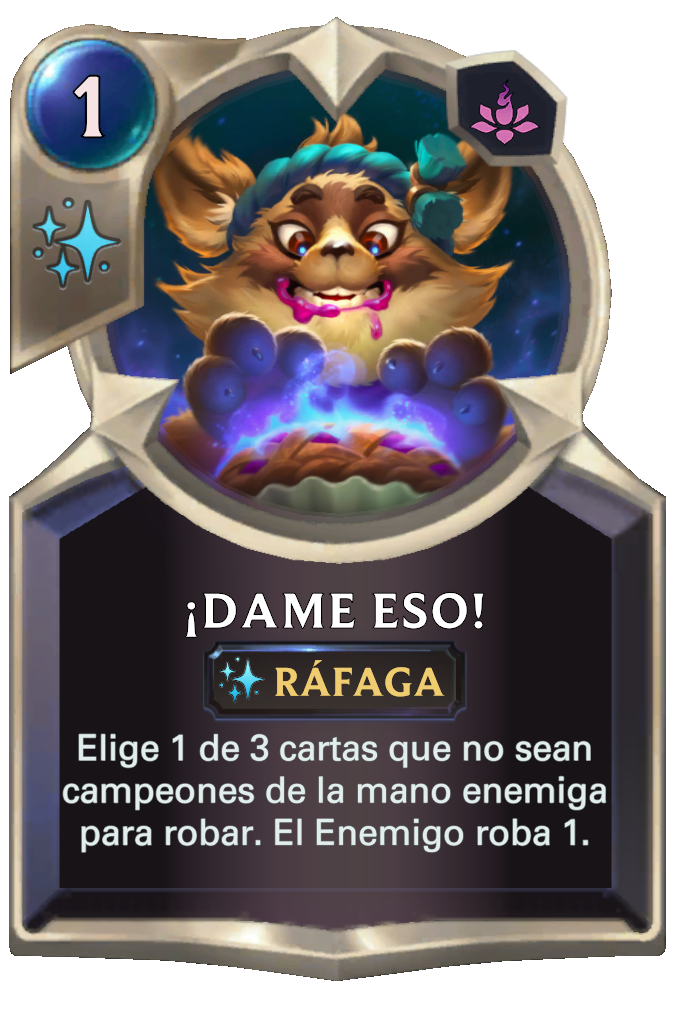 1
¡DAME ESO!
RÁFAGA
Elige 1 de 3 cartas que no sean
campeones de la mano enemiga
para robar. El Enemigo roba 1.